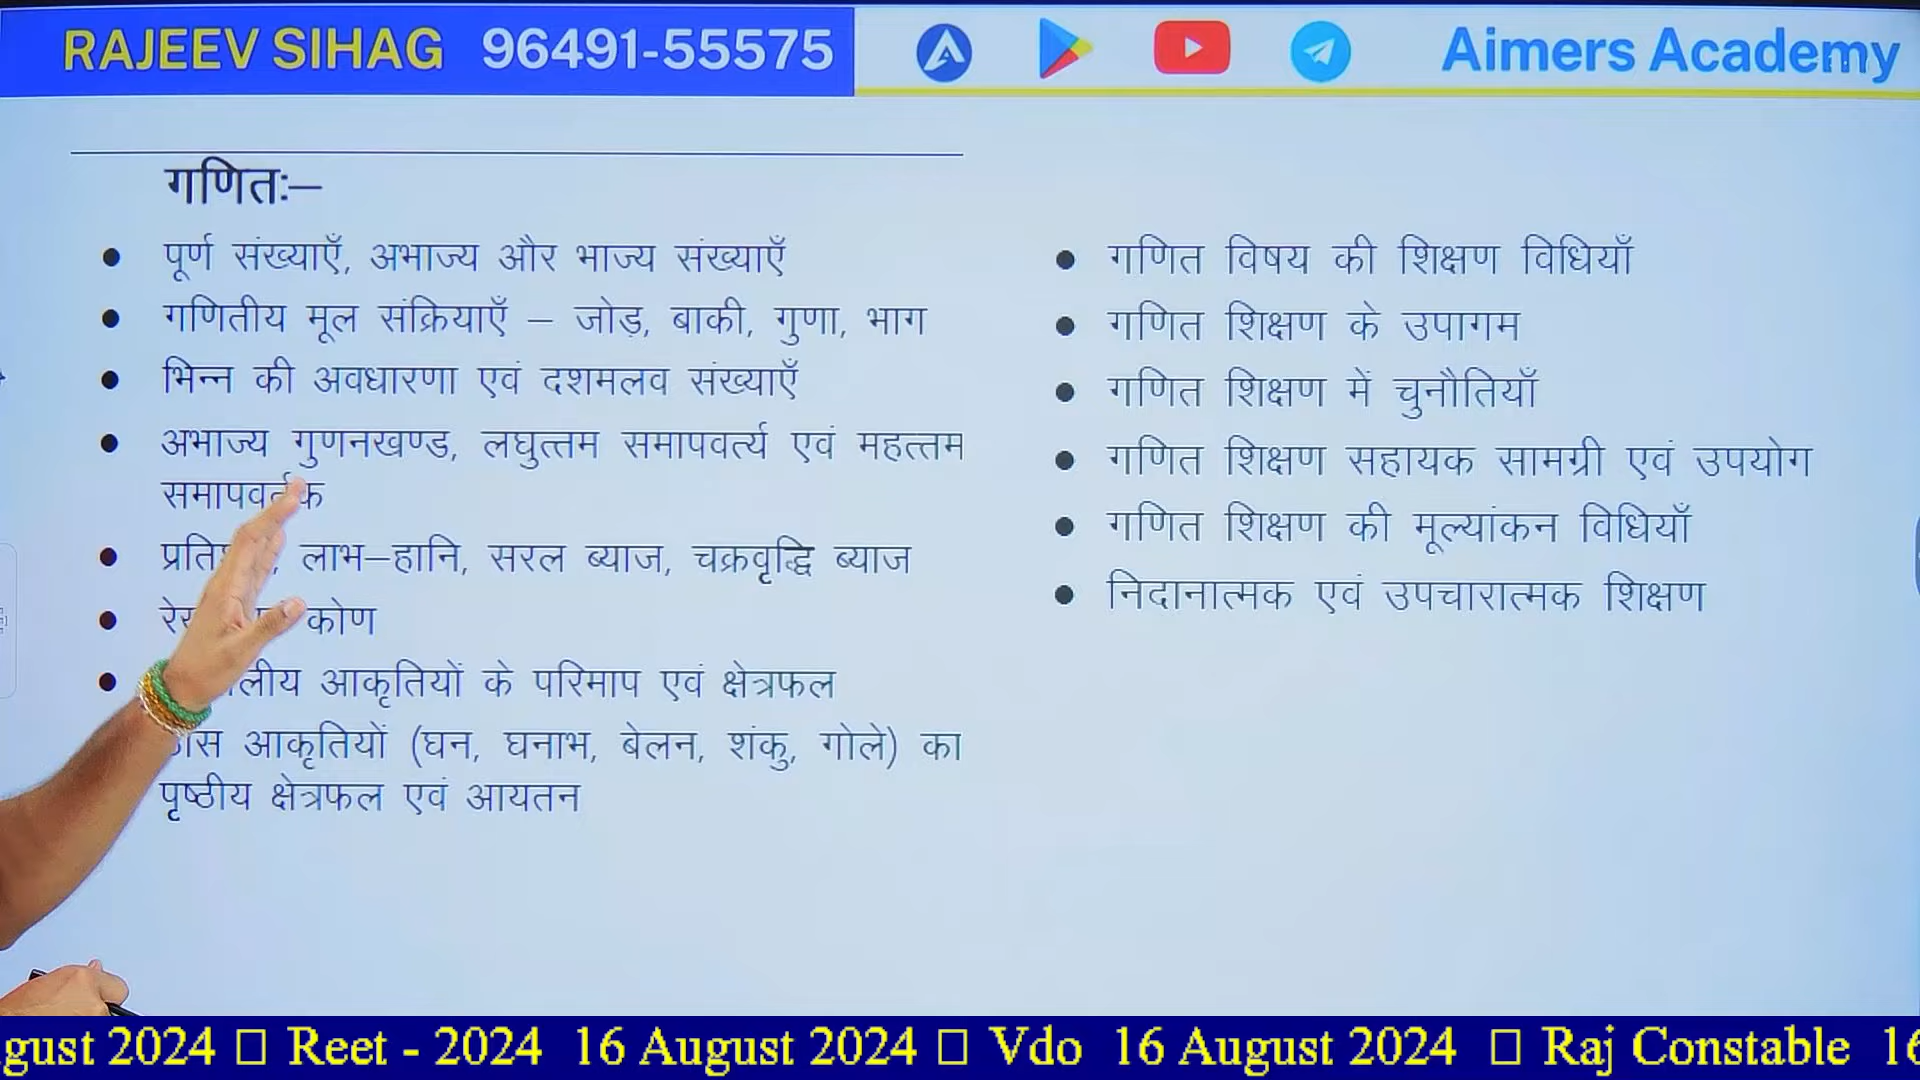 RAJEEV SIHAG 96491-55575
Aimers Academy
गणितः–
पूर्ण संख्याएँ, अभाज्य और भाज्य संख्याएँ
गणितीय मूल संक्रियाएँ – जोड़, बाकी, गुणा, भाग
भिन्न की अवधारणा एवं दशमलव संख्याएँ
अभाज्य गुणनखण्ड, लघुत्तम समापवर्त्य एवं महत्तम
समापवर्तक
लाभ–हानि, सरल ब्याज, चक्रवृद्धि ब्याज
कोण
आकृतियों के परिमाप एवं क्षेत्रफल
आकृतियों (घन, घनाभ, बेलन, शंकु, गोले) का
पृष्ठीय क्षेत्रफल एवं आयतन
गणित विषय की शिक्षण विधियाँ
गणित शिक्षण के उपागम
गणित शिक्षण में चुनौतियाँ
गणित शिक्षण सहायक सामग्री एवं उपयोग
गणित शिक्षण की मूल्यांकन विधियाँ
निदानात्मक एवं उपचारात्मक शिक्षण
gust 2024 Reet - 2024 16 August 2024 Vdo 16 August 2024 Raj Constable 16